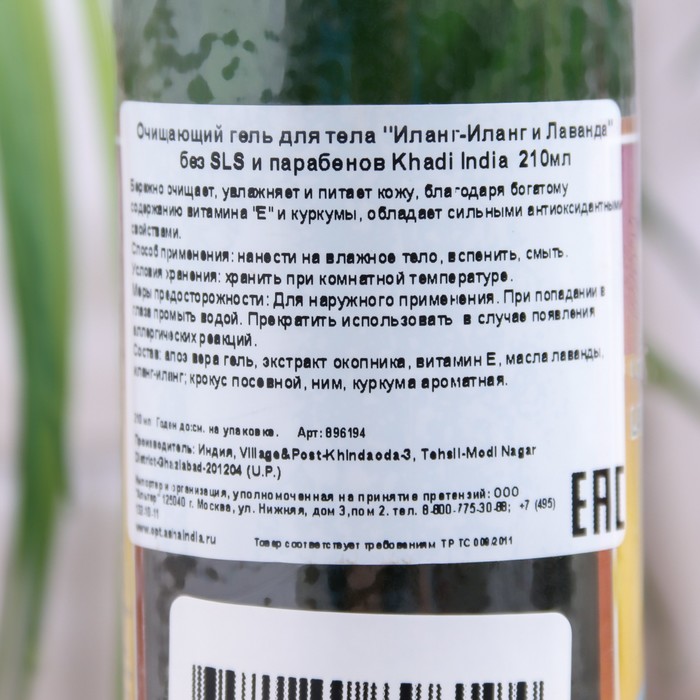 Очищающий гель для тела "Иланг-Иланг и Лаванда"
без SLS и парабенов Khadi India 210мл
Бережно очищает, увлажняет и питает кожу, благодаря богатому
содержанию витамина "Е" и куркумы, обладает сильными антиоксидантными
свойствами.
Способ применения: нанести на влажное тело, вспенить, смыть.
Условия хранения: хранить при комнатной температуре.
Меры предосторожности: Для наружного применения. При попадании в
глаза промыть водой. Прекратить использовать в случае появления
аллергических реакций.
Состав: алоэ вера гель, экстракт окопника, витамин Е, масла лаванды,
иланг-иланг; крокус посевной, ним, куркума ароматная.
210 мл Годен до:см. на упаковке. Арт:896194
Производитель: Индия, Village&Post-Khindaoda-3, Tehsil-Modi Nagar
District-Ghaziabad-201204 (U.P.)
Импортер и организация, уполномоченная на принятие претензий: ООО
125040 г. Москва, ул. Нижняя, дом 3,пом 2. тел. 8-800-775-30-88; +7 (495)
www.opt.ashaindia.ru
Товар соответствует требованиям ТР ТС 009/2011
EAC